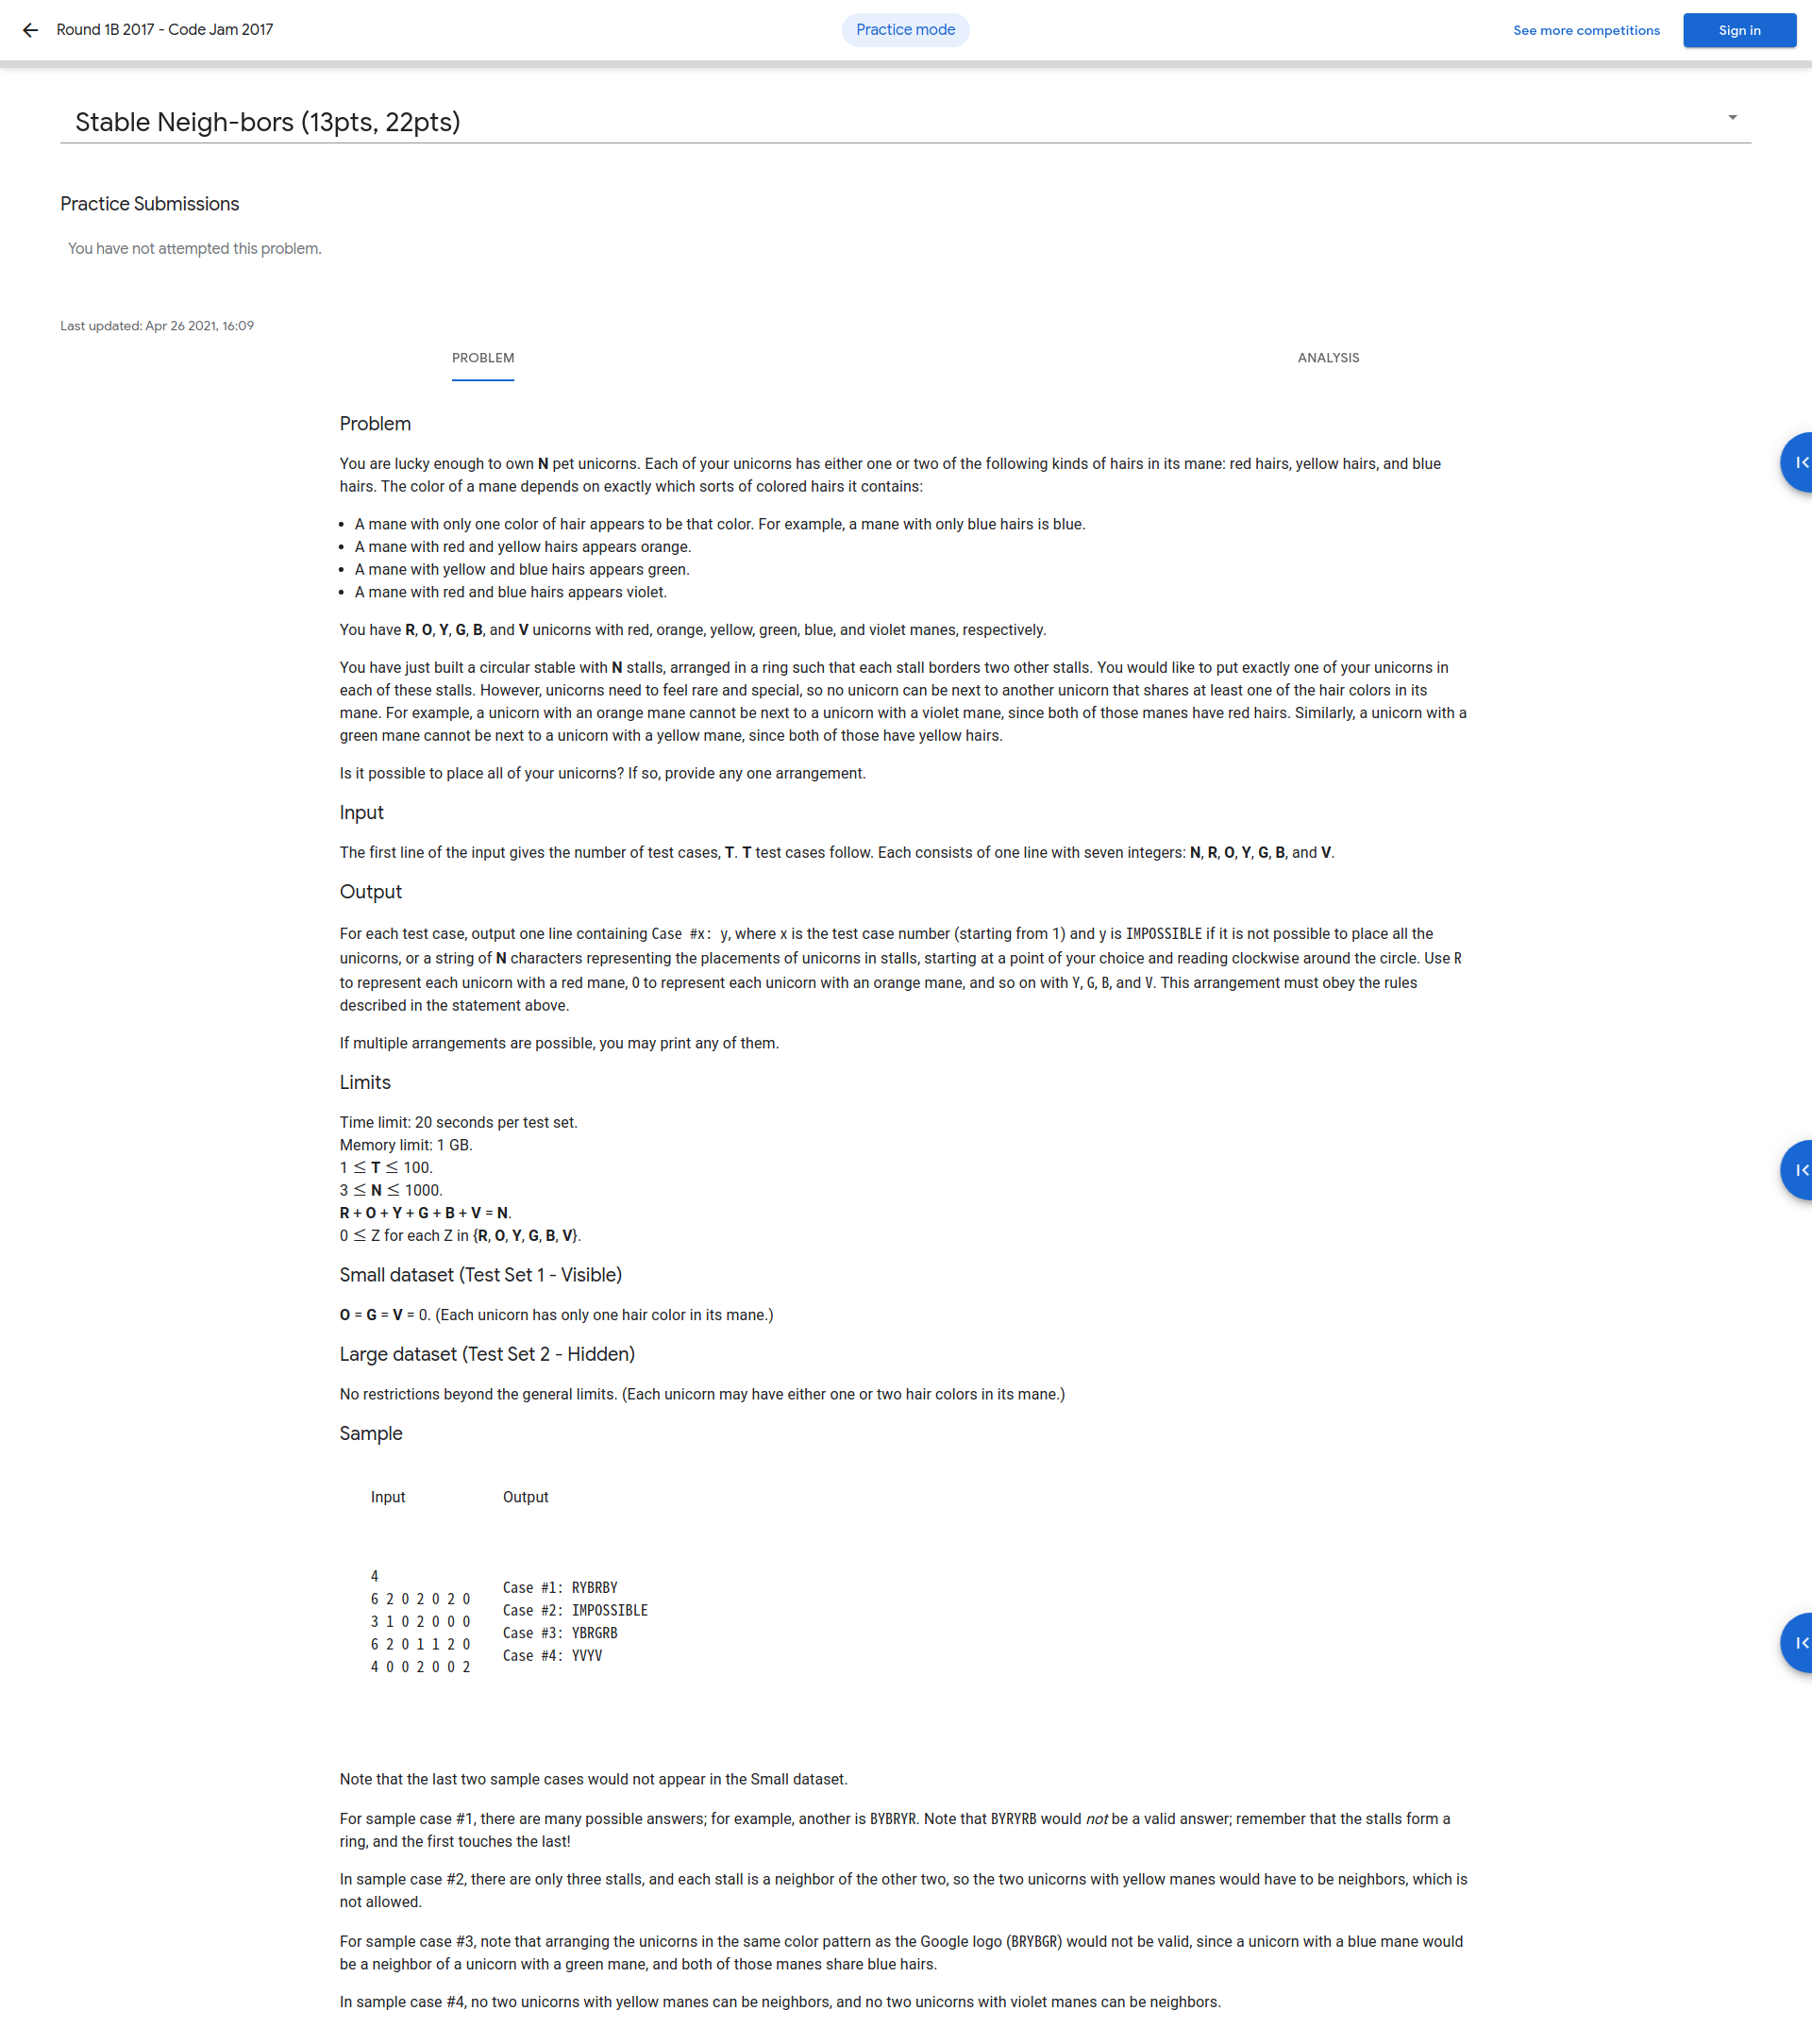 Round 1B 2017 - Code Jam 2017
Practice mode
See more competitions
Sign in
Stable Neigh-bors (13pts, 22pts)
Practice Submissions
You have not attempted this problem.
Last updated: Apr 26 2021, 16:09
PROBLEM
ANALYSIS
Problem
You are lucky enough to own N pet unicorns. Each of your unicorns has either one or two of the following kinds of hairs in its mane: red hairs, yellow hairs, and blue
hairs. The color of a mane depends on exactly which sorts of colored hairs it contains:
• A mane with only one color of hair appears to be that color. For example, a mane with only blue hairs is blue.
• A mane with red and yellow hairs appears orange.
• A mane with yellow and blue hairs appears green.
• A mane with red and blue hairs appears violet.
You have R, O, Y, G, B, and V unicorns with red, orange, yellow, green, blue, and violet manes, respectively.
You have just built a circular stable with N stalls, arranged in a ring such that each stall borders two other stalls. You would like to put exactly one of your unicorns in
each of these stalls. However, unicorns need to feel rare and special, so no unicorn can be next to another unicorn that shares at least one of the hair colors in its
mane. For example, a unicorn with an orange mane cannot be next to a unicorn with a violet mane, since both of those manes have red hairs. Similarly, a unicorn with a
green mane cannot be next to a unicorn with a yellow mane, since both of those have yellow hairs.
Is it possible to place all of your unicorns? If so, provide any one arrangement.
Input
The first line of the input gives the number of test cases, T. T test cases follow. Each consists of one line with seven integers: N, R, O, Y, G, B, and V.
Output
For each test case, output one line containing Case #x: y, where x is the test case number (starting from 1) and y is IMPOSSIBLE if it is not possible to place all the
unicorns, or a string of N characters representing the placements of unicorns in stalls, starting at a point of your choice and reading clockwise around the circle. Use R
to represent each unicorn with a red mane, O to represent each unicorn with an orange mane, and so on with Y, G, B, and V. This arrangement must obey the rules
described in the statement above.
If multiple arrangements are possible, you may print any of them.
Limits
Time limit: 20 seconds per test set.
Memory limit: 1 GB.
1 ≤ T ≤ 100.
3 ≤ N ≤ 1000.
R + O + Y + G + B + V = N.
0 ≤ Z for each Z in {R, O, Y, G, B, V}.
Small dataset (Test Set 1 - Visible)
O = G = V = 0. (Each unicorn has only one hair color in its mane.)
Large dataset (Test Set 2 - Hidden)
No restrictions beyond the general limits. (Each unicorn may have either one or two hair colors in its mane.)
Sample
Input
Output
4
6 2 0 2 0 2 0
3 1 0 2 0 0 0
6 2 0 1 1 2 0
4 0 0 2 0 0 2
Case #1: RYBRBY
Case #2: IMPOSSIBLE
Case #3: YBRGRB
Case #4: YVYV
Note that the last two sample cases would not appear in the Small dataset.
For sample case #1, there are many possible answers; for example, another is BYBRYR. Note that BYRYRB would not be a valid answer; remember that the stalls form a
ring, and the first touches the last!
In sample case #2, there are only three stalls, and each stall is a neighbor of the other two, so the two unicorns with yellow manes would have to be neighbors, which is
not allowed.
For sample case #3, note that arranging the unicorns in the same color pattern as the Google logo (BRYBGR) would not be valid, since a unicorn with a blue mane would
be a neighbor of a unicorn with a green mane, and both of those manes share blue hairs.
In sample case #4, no two unicorns with yellow manes can be neighbors, and no two unicorns with violet manes can be neighbors.